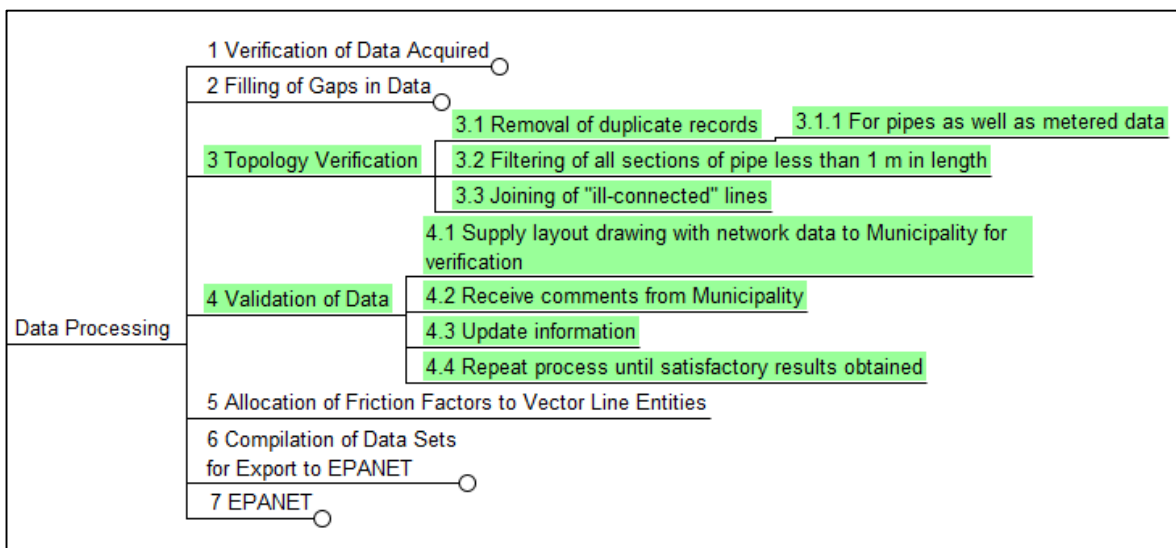 1 Verification of Data Acquired
2 Filling of Gaps in Data
3.1 Removal of duplicate records
3.1.1 For pipes as well as metered data
3 Topology Verification
3.2 Filtering of all sections of pipe less than 1 m in length
3.3 Joining of "ill-connected" lines
4.1 Supply layout drawing with network data to Municipality for
verification
4 Validation of Data
4.2 Receive comments from Municipality
Data Processing
4.3 Update information
4.4 Repeat process until satisfactory results obtained
5 Allocation of Friction Factors to Vector Line Entities
6 Compilation of Data Sets
for Export to EPANET
7 EPANET